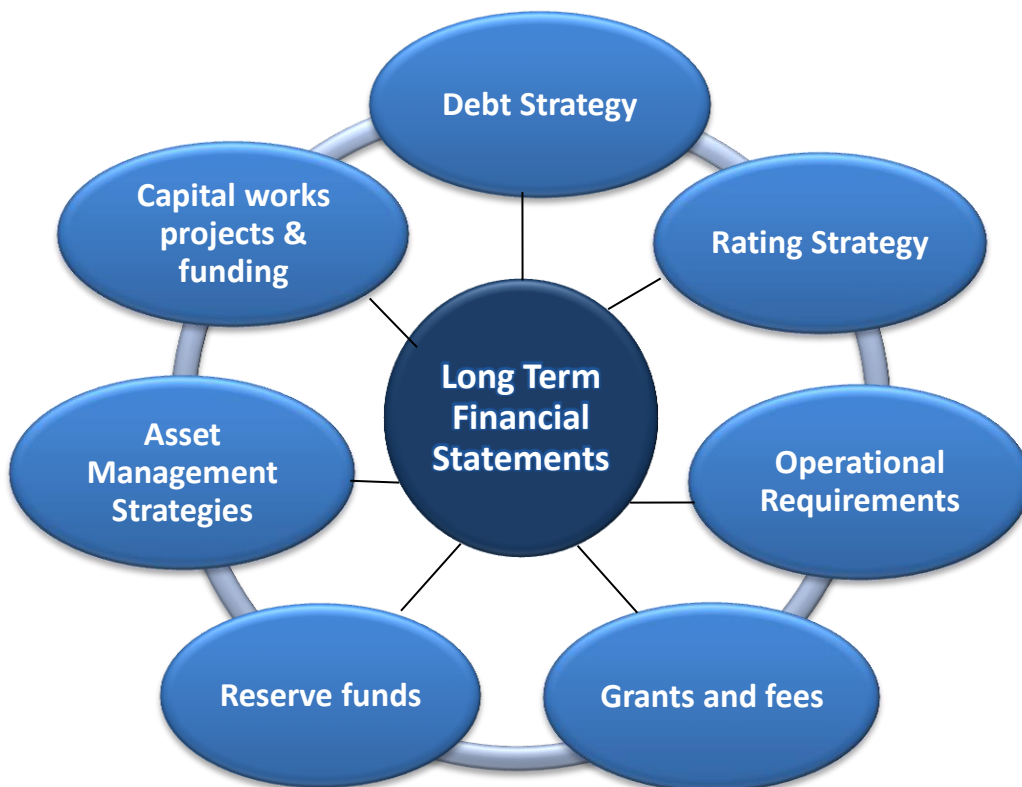 Debt Strategy
Rating Strategy
Operational
Requirements
Grants and fees
Reserve funds
Asset
Management
Strategies
Capital works
projects &
funding
Long Term
Financial
Statements